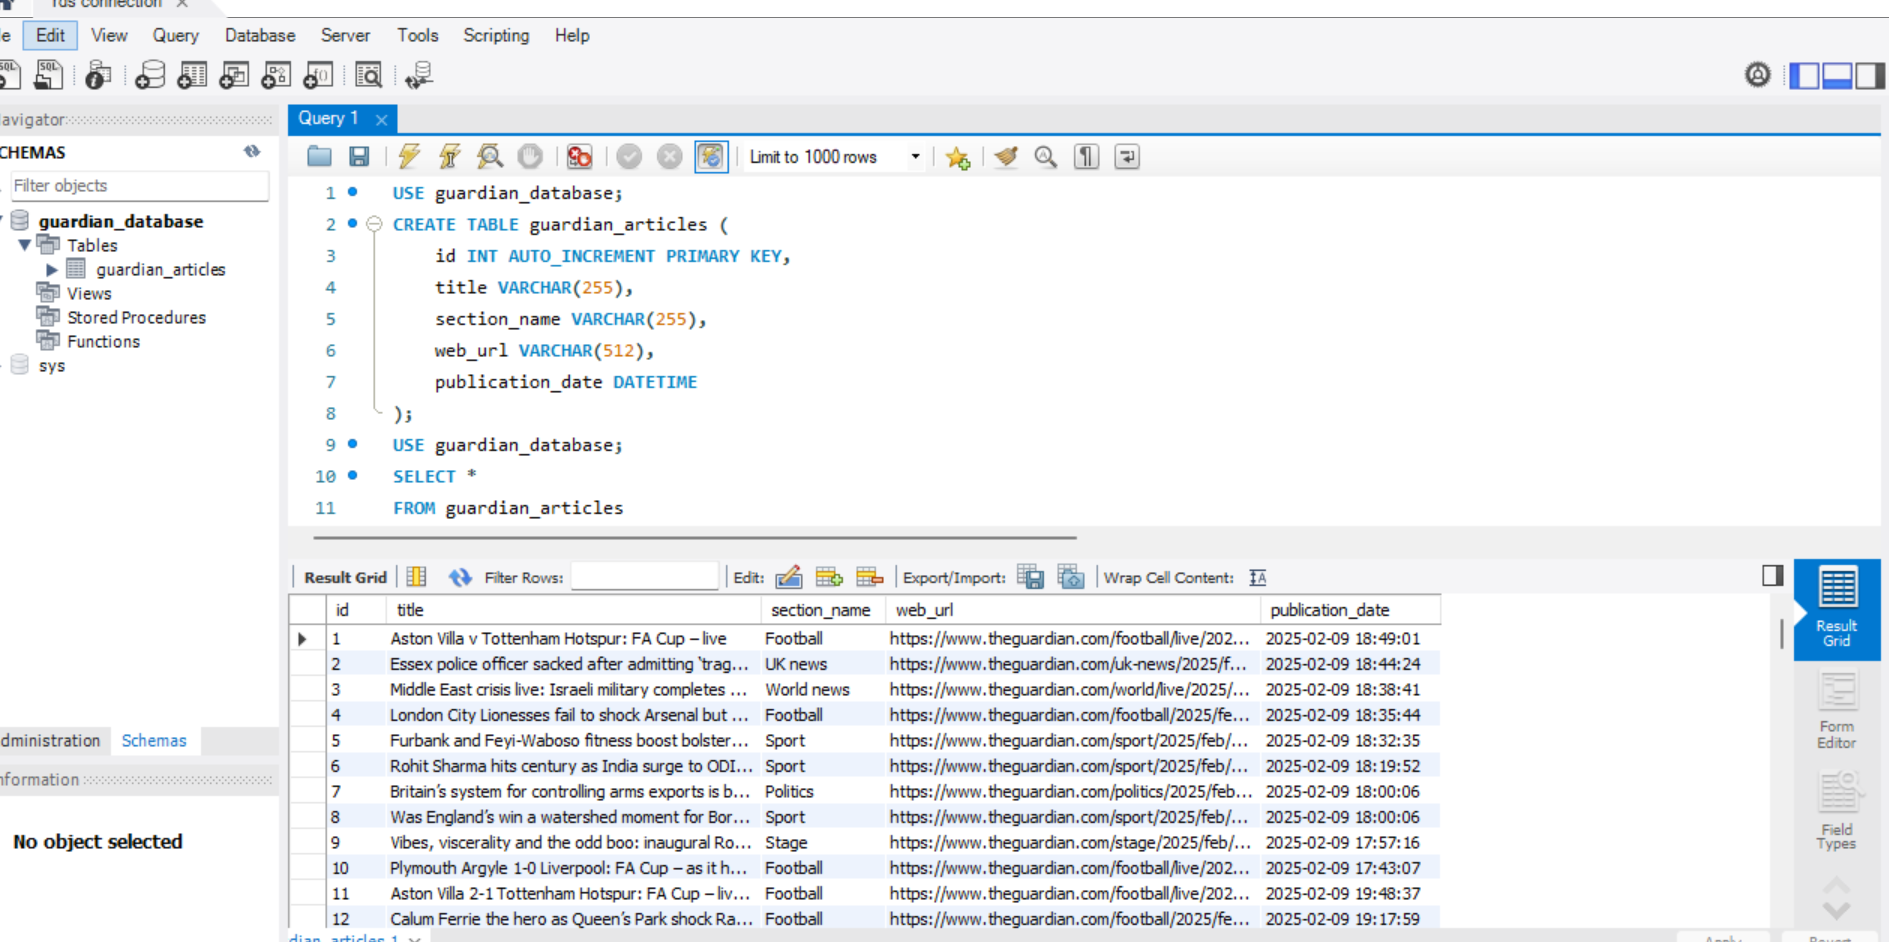 rds connection ×
Edit View Query Database Server Tools Scripting Help
avigator
Query 1 ×
CHEMAS
Limit to 1000 rows
Filter objects
guardian_database
Tables
guardian_articles
Views
Stored Procedures
Functions
sys
1 USE guardian_database;
2 CREATE TABLE guardian_articles (
3 id INT AUTO_INCREMENT PRIMARY KEY,
4 title VARCHAR(255),
5 section_name VARCHAR(255),
6 web_url VARCHAR(512),
7 publication_date DATETIME
8 );
9 USE guardian_database;
10 SELECT *
11 FROM guardian_articles
Result Grid Filter Rows: Edit: Export/Import: Wrap Cell Content: IA
id title section_name web_url publication_date
1 Aston Villa v Tottenham Hotspur: FA Cup – live Football https://www.theguardian.com/football/live/202... 2025-02-09 18:49:01
2 Essex police officer sacked after admitting ‘trag... UK news https://www.theguardian.com/uk-news/2025/f... 2025-02-09 18:44:24
3 Middle East crisis live: Israeli military completes ... World news https://www.theguardian.com/world/live/2025/... 2025-02-09 18:38:41
4 London City Lionesses fail to shock Arsenal but ... Football https://www.theguardian.com/football/2025/fe... 2025-02-09 18:35:44
5 Furbank and Feyi-Waboso fitness boost bolster... Sport https://www.theguardian.com/sport/2025/feb/... 2025-02-09 18:32:35
6 Rohit Sharma hits century as India surge to ODI... Sport https://www.theguardian.com/sport/2025/feb/... 2025-02-09 18:19:52
7 Britain’s system for controlling arms exports is b... Politics https://www.theguardian.com/politics/2025/feb... 2025-02-09 18:00:06
8 Was England’s win a watershed moment for Bor... Sport https://www.theguardian.com/sport/2025/feb/... 2025-02-09 18:00:06
9 Vibes, viscerality and the odd boo: inaugural Ro... Stage https://www.theguardian.com/stage/2025/feb/... 2025-02-09 17:57:16
10 Plymouth Argyle 1-0 Liverpool: FA Cup – as it h... Football https://www.theguardian.com/football/live/202... 2025-02-09 17:43:07
11 Aston Villa 2-1 Tottenham Hotspur: FA Cup – liv... Football https://www.theguardian.com/football/live/202... 2025-02-09 19:48:37
12 Calum Ferrie the hero as Queen’s Park shock Ra... Football https://www.theguardian.com/football/2025/fe... 2025-02-09 19:17:59
Result
Grid
Form
Editor
Field
Types
dministration Schemas
nformation
No object selected
dian_articles 1